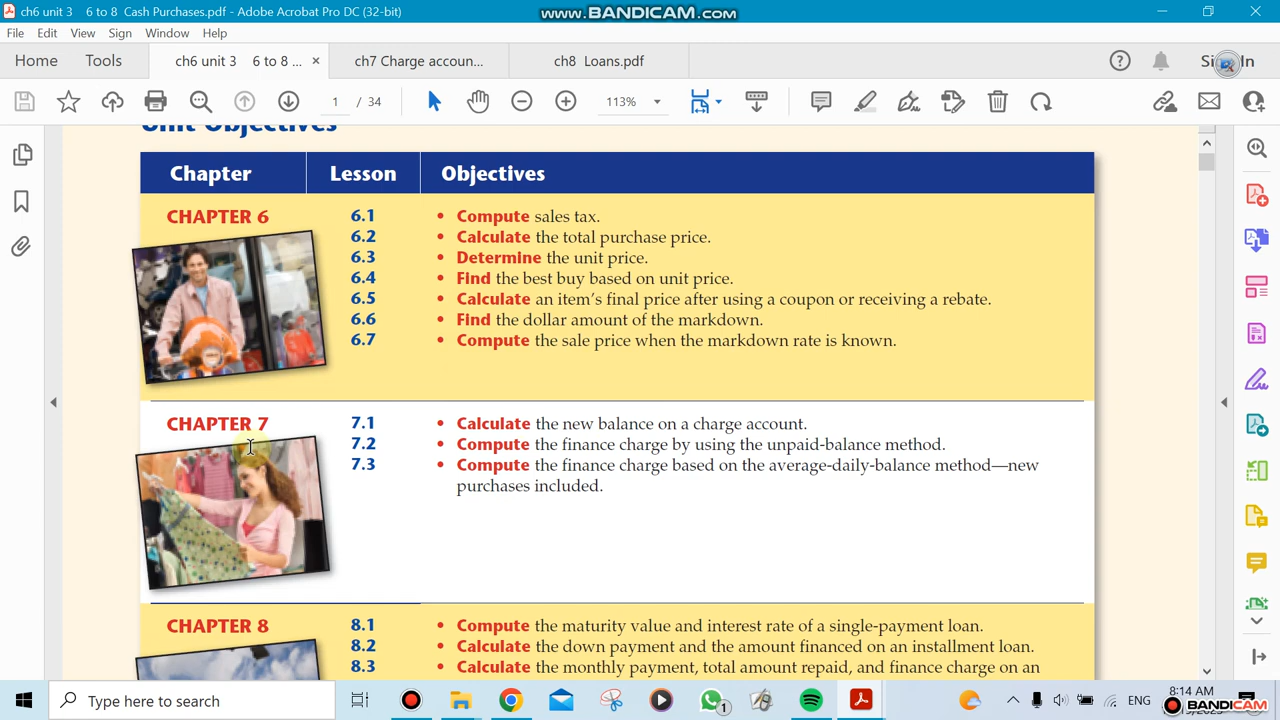 ch6 unit 3 6 to 8 Cash Purchases.pdf - Adobe Acrobat Pro DC (32-bit)
www.BANDICAM.com
File Edit View Sign Window Help
Home Tools ch6 unit 3 6 to 8 ... × ch7 Charge accoun... ch8 Loans.pdf
1 / 34 113%
Unit Objectives
Chapter Lesson Objectives
CHAPTER 6
6.1 • Compute sales tax.
6.2 • Calculate the total purchase price.
6.3 • Determine the unit price.
6.4 • Find the best buy based on unit price.
6.5 • Calculate an item's final price after using a coupon or receiving a rebate.
6.6 • Find the dollar amount of the markdown.
6.7 • Compute the sale price when the markdown rate is known.
CHAPTER 7
7.1 • Calculate the new balance on a charge account.
7.2 • Compute the finance charge by using the unpaid-balance method.
7.3 • Compute the finance charge based on the average-daily-balance method—new
purchases included.
CHAPTER 8
8.1 • Compute the maturity value and interest rate of a single-payment loan.
8.2 • Calculate the down payment and the amount financed on an installment loan.
8.3 • Calculate the monthly payment, total amount repaid, and finance charge on an
Type here to search
1
ENG
8:14 AM
BANDICAM